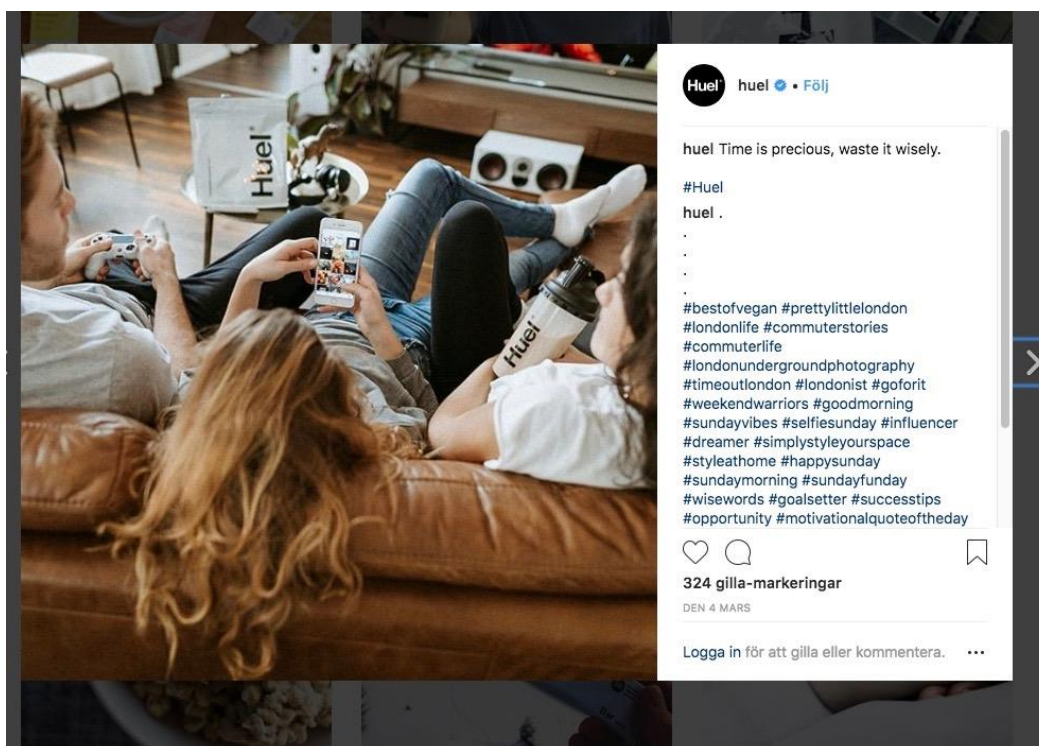 Huel
Huel
Huel
huel • Följ
huel Time is precious, waste it wisely.
#Huel
huel .
.
.
.
.
#bestofvegan #prettylittlelondon
#londonlife #commuterstories
#commuterlife
#londonundergroundphotography
#timeoutlondon #londonist #goforit
#weekendwarriors #goodmorning
#sundayvibes #selfiesunday #influencer
#dreamer #simplystyleyourspace
#styleathome #happysunday
#sundaymorning #sundayfunday
#wisewords #goalsetter #successtips
#opportunity #motivationalquoteoftheday
324 gilla-markeringar
DEN 4 MARS
Logga in för att gilla eller kommentera.